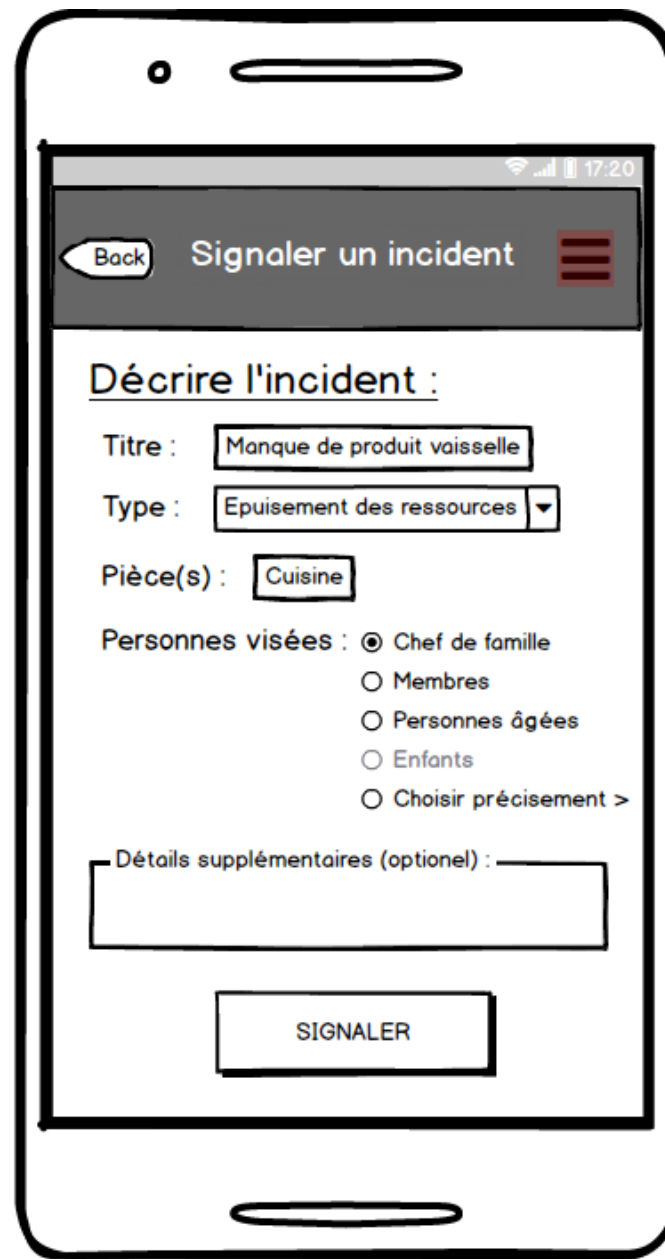 17:20
Back
Signaler un incident
Décrire l'incident :
Titre : Manque de produit vaisselle
Type : Epuisement des ressources
Pièce(s) : Cuisine
Personnes visées : Chef de famille
Membres
Personnes âgées
Enfants
Choisir précisement >
Détails supplémentaires (optionel) :
SIGNALER